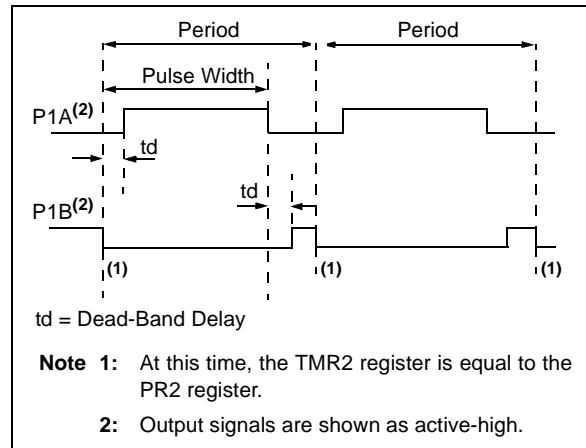 Period Period
Pulse Width
P1A(2)
td
td
P1B(2)
(1) (1) (1)
td = Dead-Band Delay
Note 1: At this time, the TMR2 register is equal to the
PR2 register.
2: Output signals are shown as active-high.